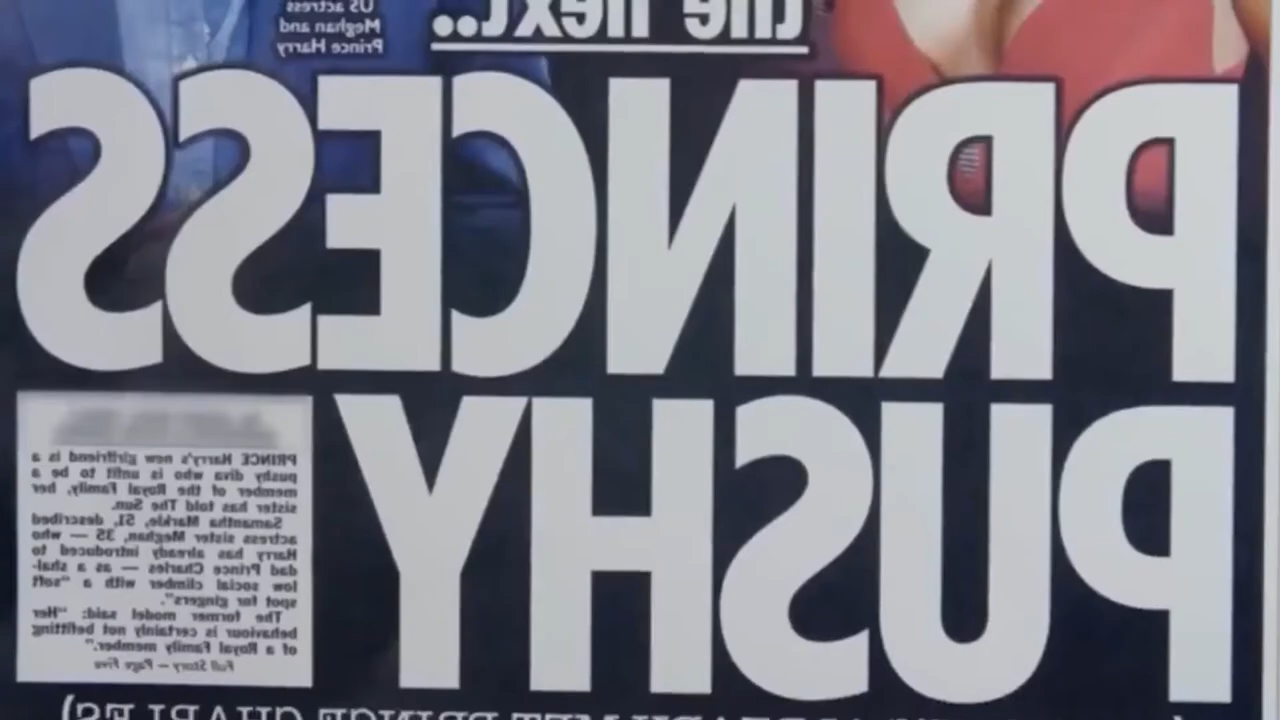 the next..
US actress
Meghan and
Prince Harry
PRINCESS
PUSHY
PRINCE Harry's new girlfriend is a
pushy diva who is unfit to be a
member of the Royal Family, her
sister has told The Sun.
Samantha Markle, 51, described
actress sister Meghan, 35 — who
Harry has already introduced to
dad Prince Charles — as a shal-
low social climber with a "soft
spot for gingers".
The former model said: "Her
behaviour is certainly not befitting
of a Royal Family member."
Full Story — Page Five
ALREADY MET PRINCE CHARLES)